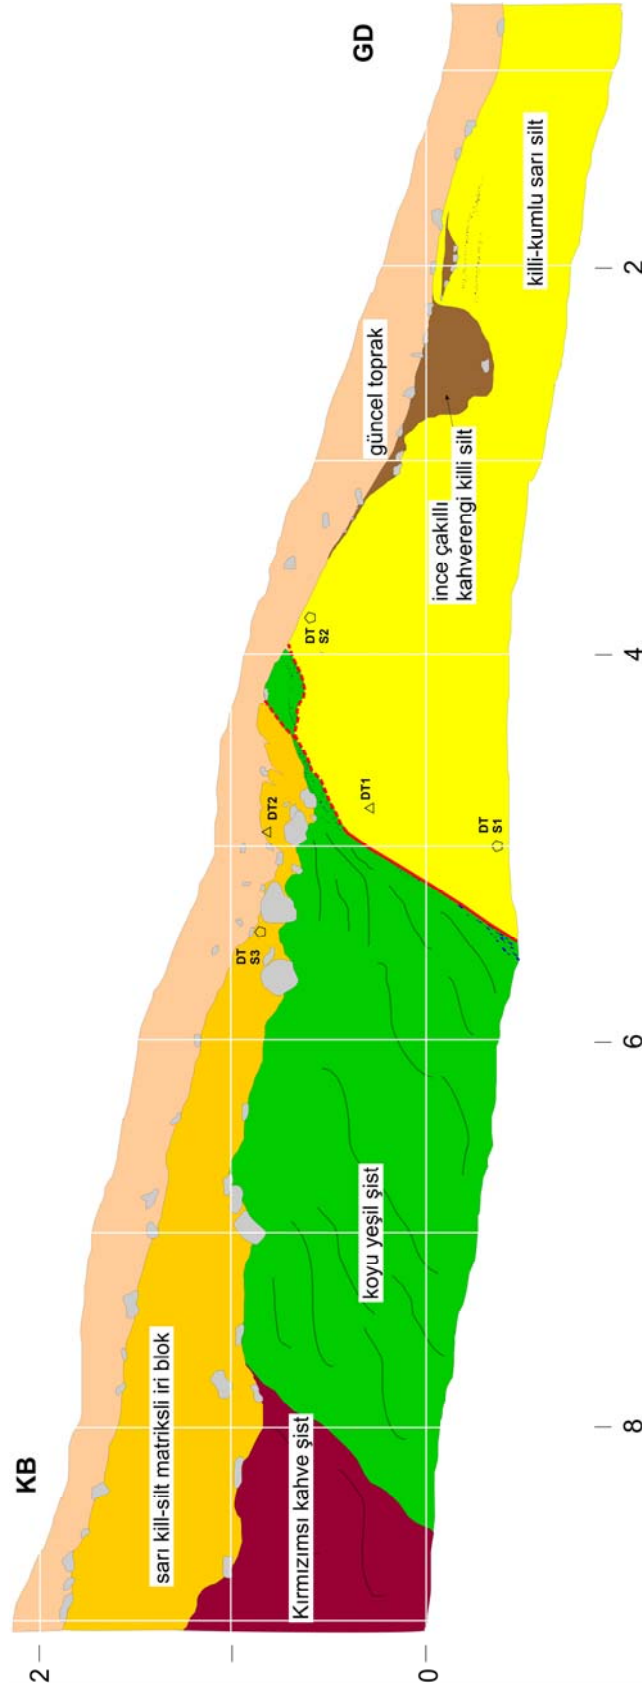 KB
GD
güncel toprak
sarı kill-silt matriksli iri blok
killi-kumlu sarı silt
ince çakıllı
kahverengi killi silt
Kırmızımsı kahve şist
koyu yeşil şist
DT
S3
DT2
DT
S2
DT1
DT
S1
2
0
8
6
4
2